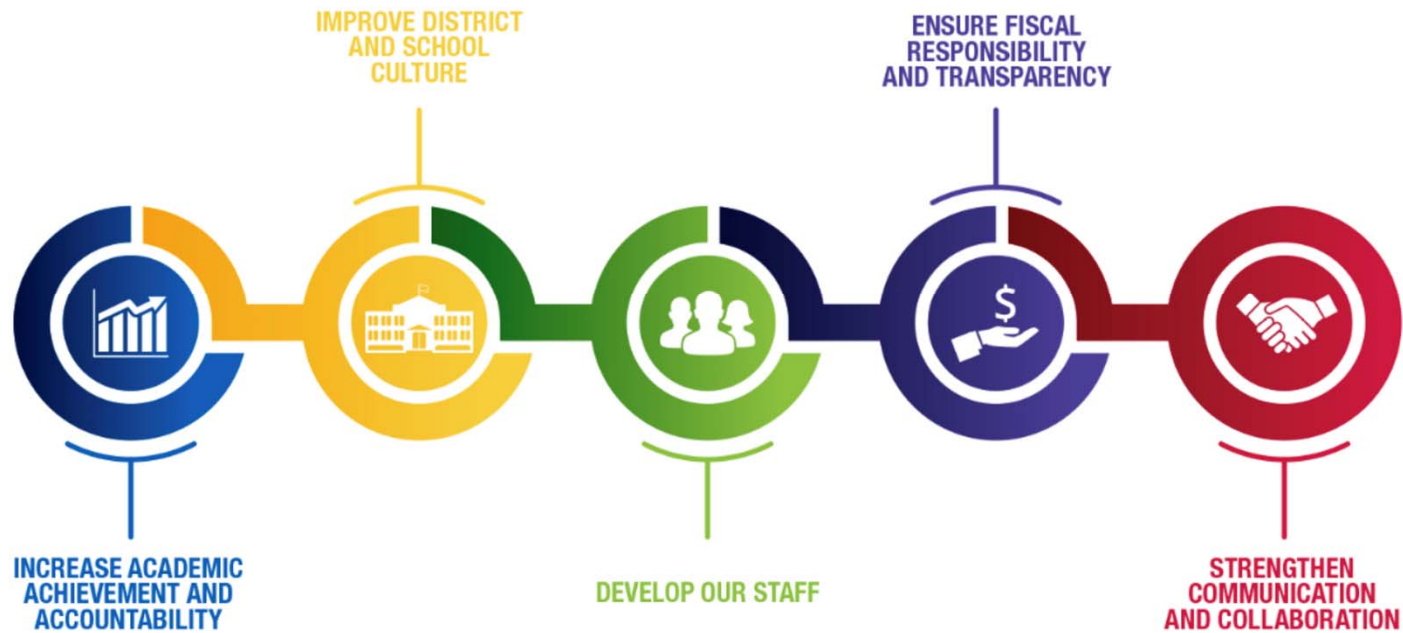 IMPROVE DISTRICT
AND SCHOOL
CULTURE
ENSURE FISCAL
RESPONSIBILITY
AND TRANSPARENCY
$
INCREASE ACADEMIC
ACHIEVEMENT AND
ACCOUNTABILITY
DEVELOP OUR STAFF
STRENGTHEN
COMMUNICATION
AND COLLABORATION